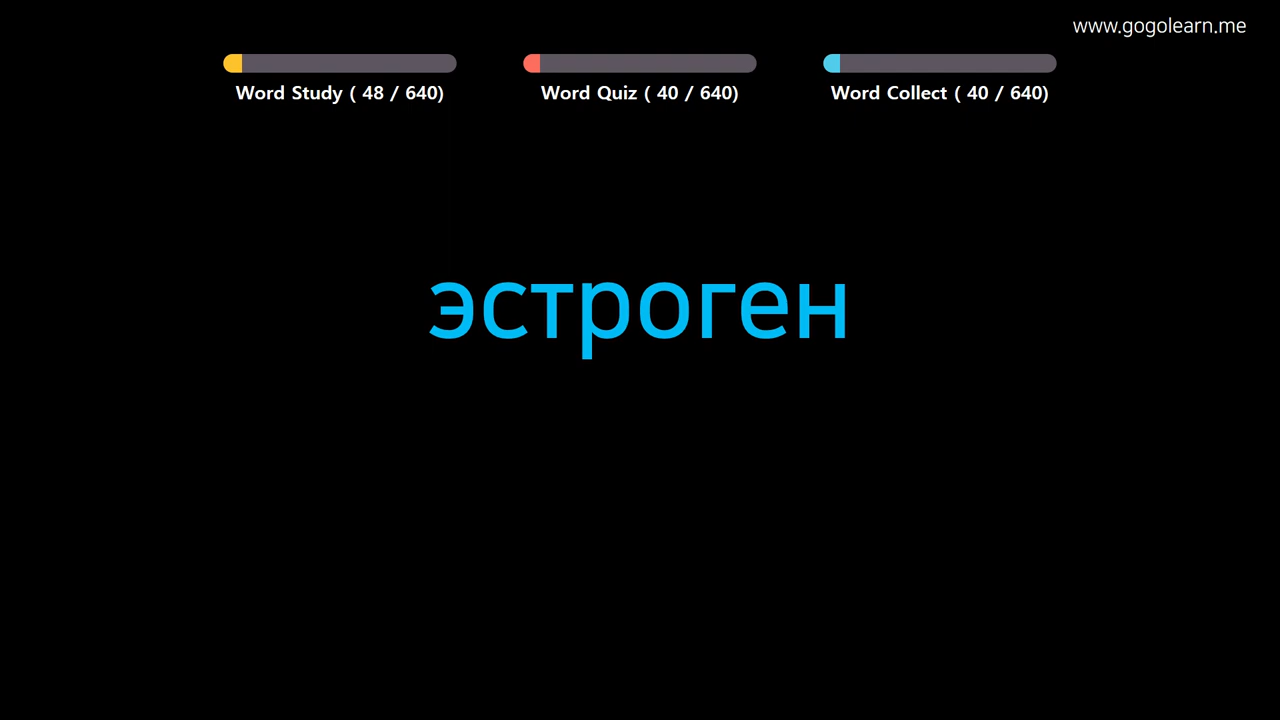 www.gogolearn.me
Word Study ( 48 / 640)
Word Quiz ( 40 / 640)
Word Collect ( 40 / 640)
эстроген